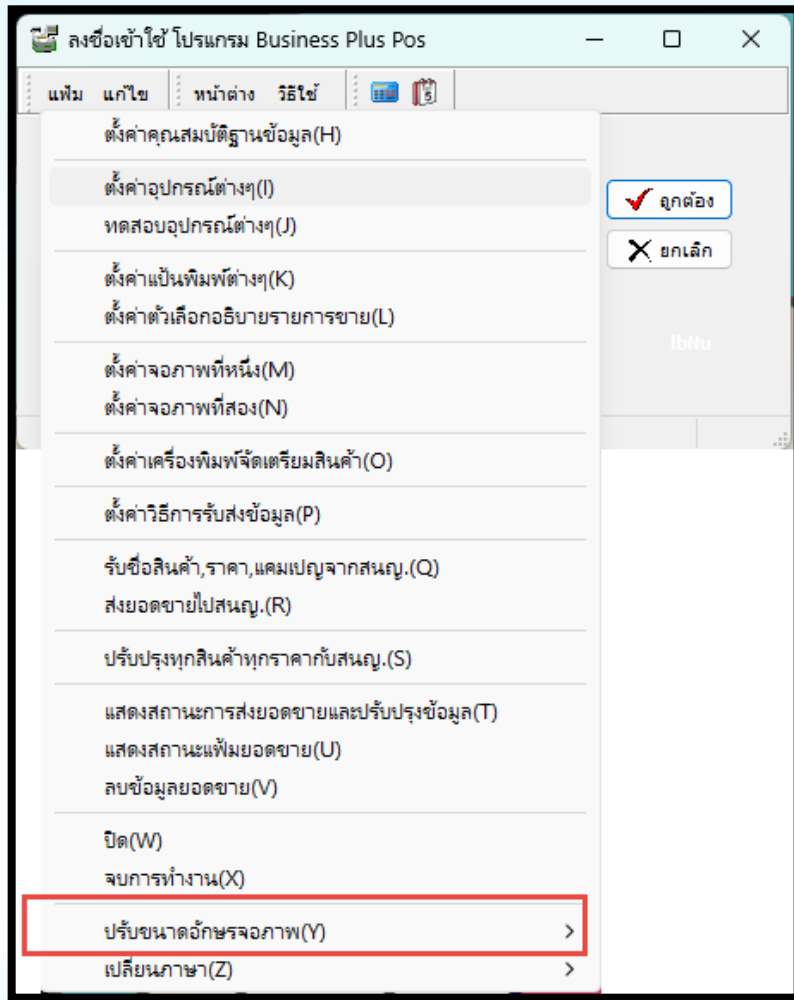 ลงชื่อเข้าใช้ โปรแกรม Business Plus Pos
แฟ้ม แก้ไข หน้าต่าง วิธีใช้ 5
ตั้งค่าคุณสมบัติฐานข้อมูล(H)
ตั้งค่าอุปกรณ์ต่างๆ(I)
ถูกต้อง
ทดสอบอุปกรณ์ต่างๆ(J)
ยกเลิก
ตั้งค่าแป้นพิมพ์ต่างๆ(K)
ตั้งค่าตัวเลือกอธิบายรายการขาย(L)
ตั้งค่าจอภาพที่หนึ่ง(M)
ตั้งค่าจอภาพที่สอง(N)
ตั้งค่าเครื่องพิมพ์จัดเตรียมสินค้า(O)
ตั้งค่าวิธีการรับส่งข้อมูล(P)
รับชื่อสินค้า,ราคา,แคมเปญจากสนญ.(Q)
ส่งยอดขายไปสนญ.(R)
ปรับปรุงทุกสินค้าทุกราคากับสนญ.(S)
แสดงสถานะการส่งยอดขายและปรับปรุงข้อมูล(T)
แสดงสถานะแฟ้มยอดขาย(U)
ลบข้อมูลยอดขาย(V)
ปิด(W)
จบการทำงาน(X)
ปรับขนาดอักษรจอภาพ(Y)
เปลี่ยนภาษา(Z)